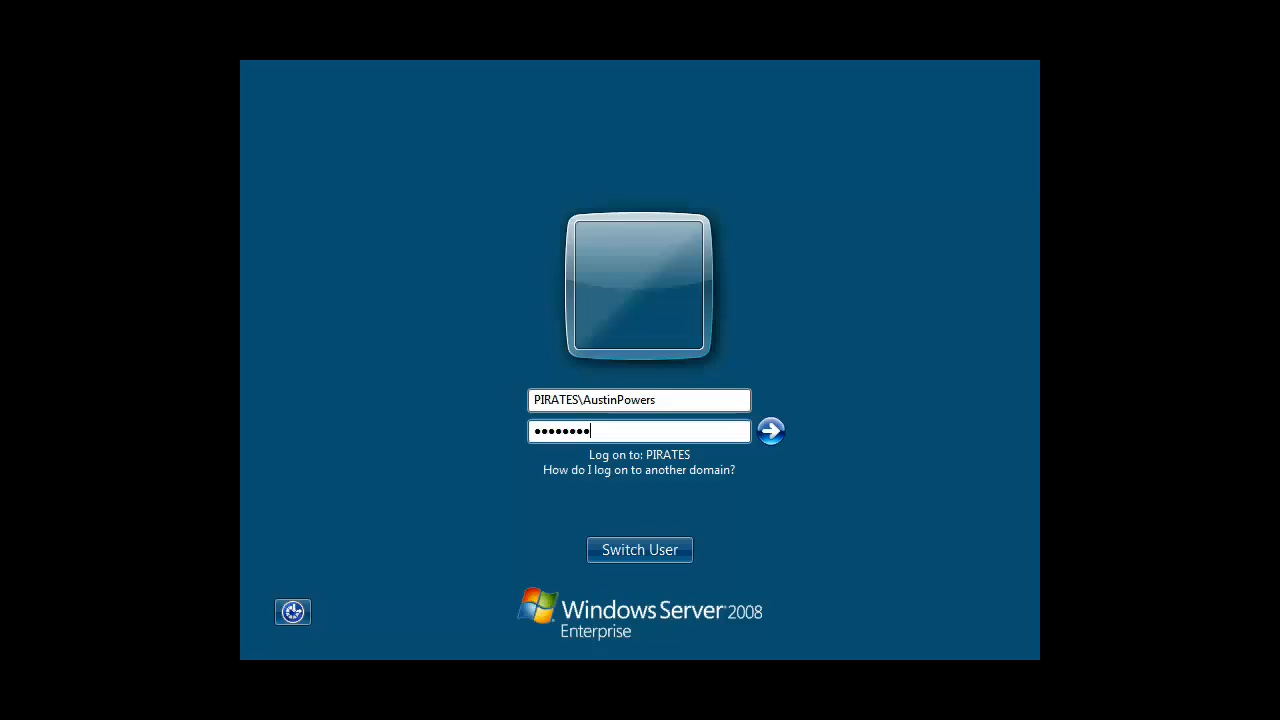 PIRATES\AustinPowers
••••••••
Log on to: PIRATES
How do I log on to another domain?
Switch User
Windows Server 2008
Enterprise